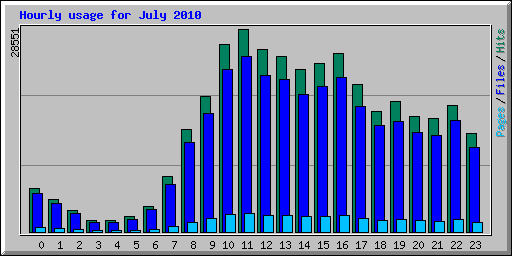 Hourly usage for July 2010
28551
Pages/Files/Hits
0 1 2 3 4 5 6 7 8 9 10 11 12 13 14 15 16 17 18 19 20 21 22 23